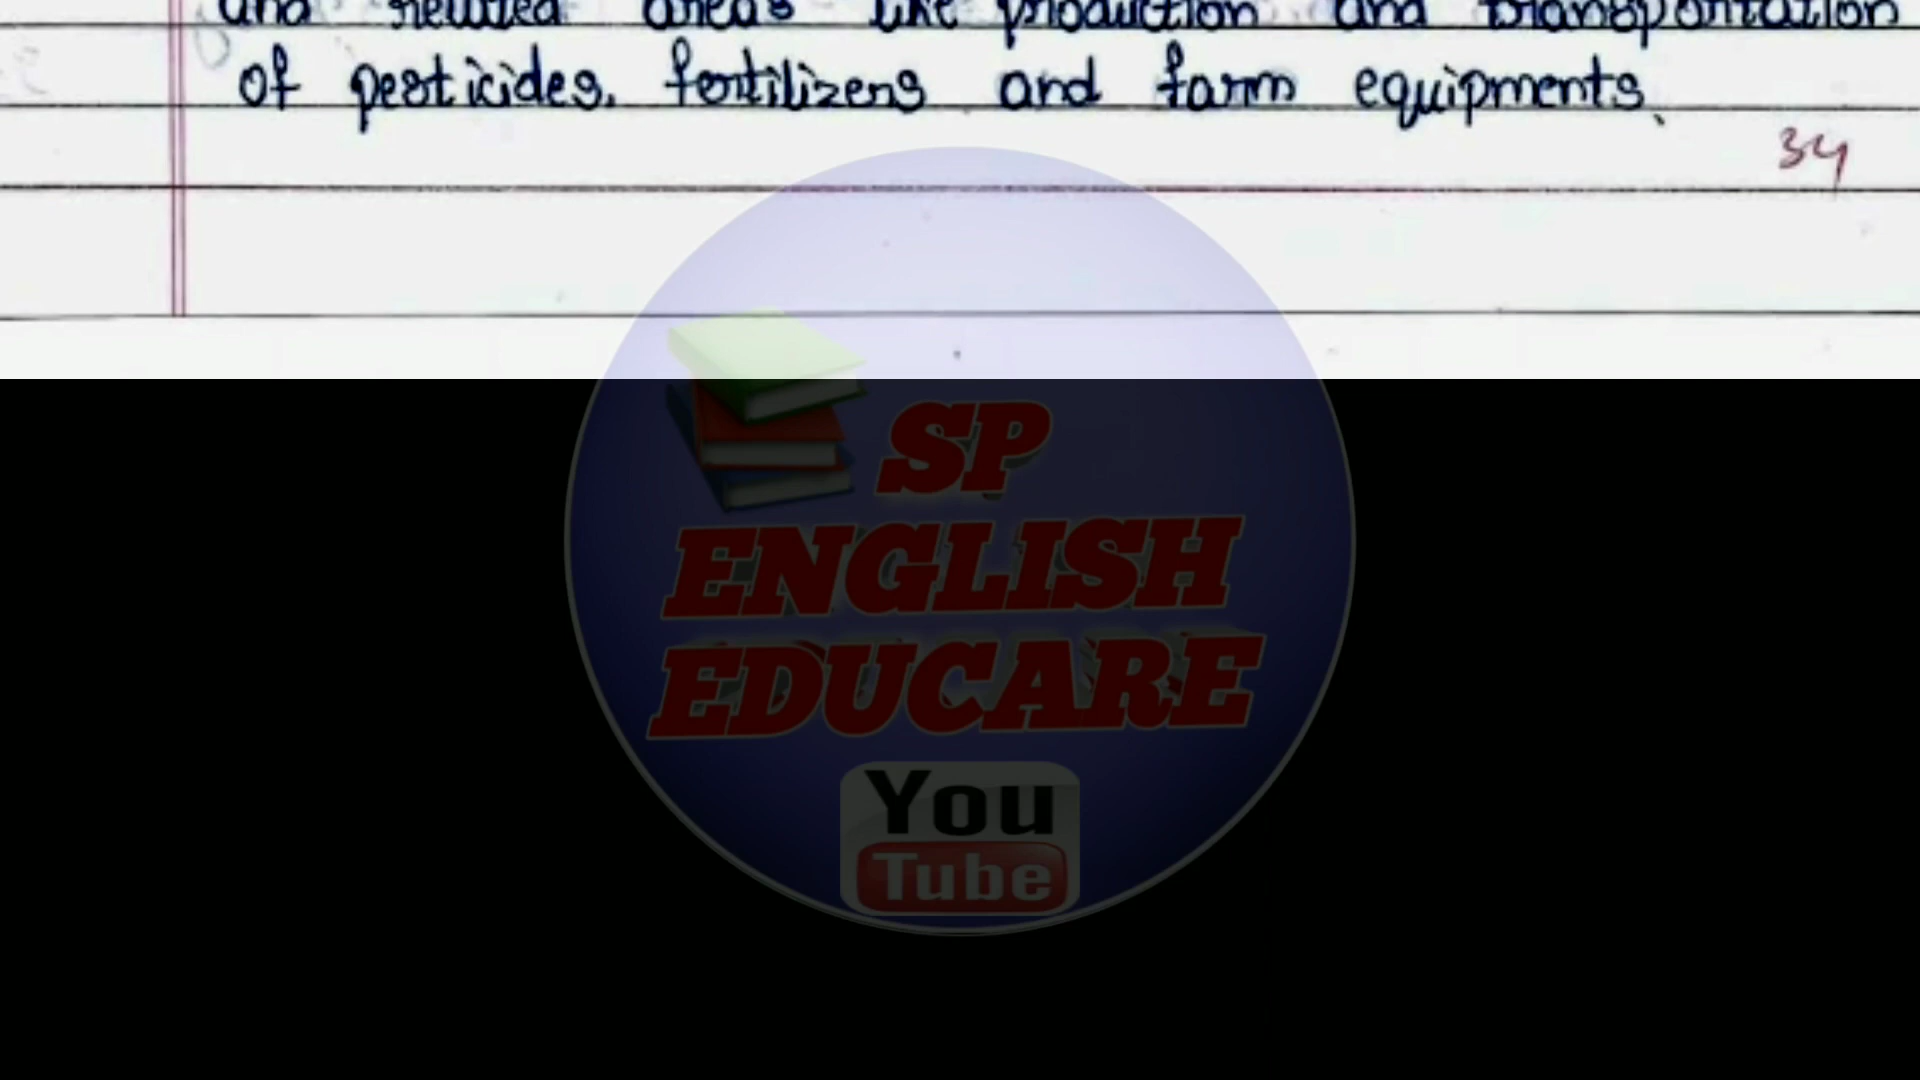 and related areas like production and transportation
of pesticides. fertilizers and farm equipments.
34
SP
ENGLISH
EDUCARE
You
Tube